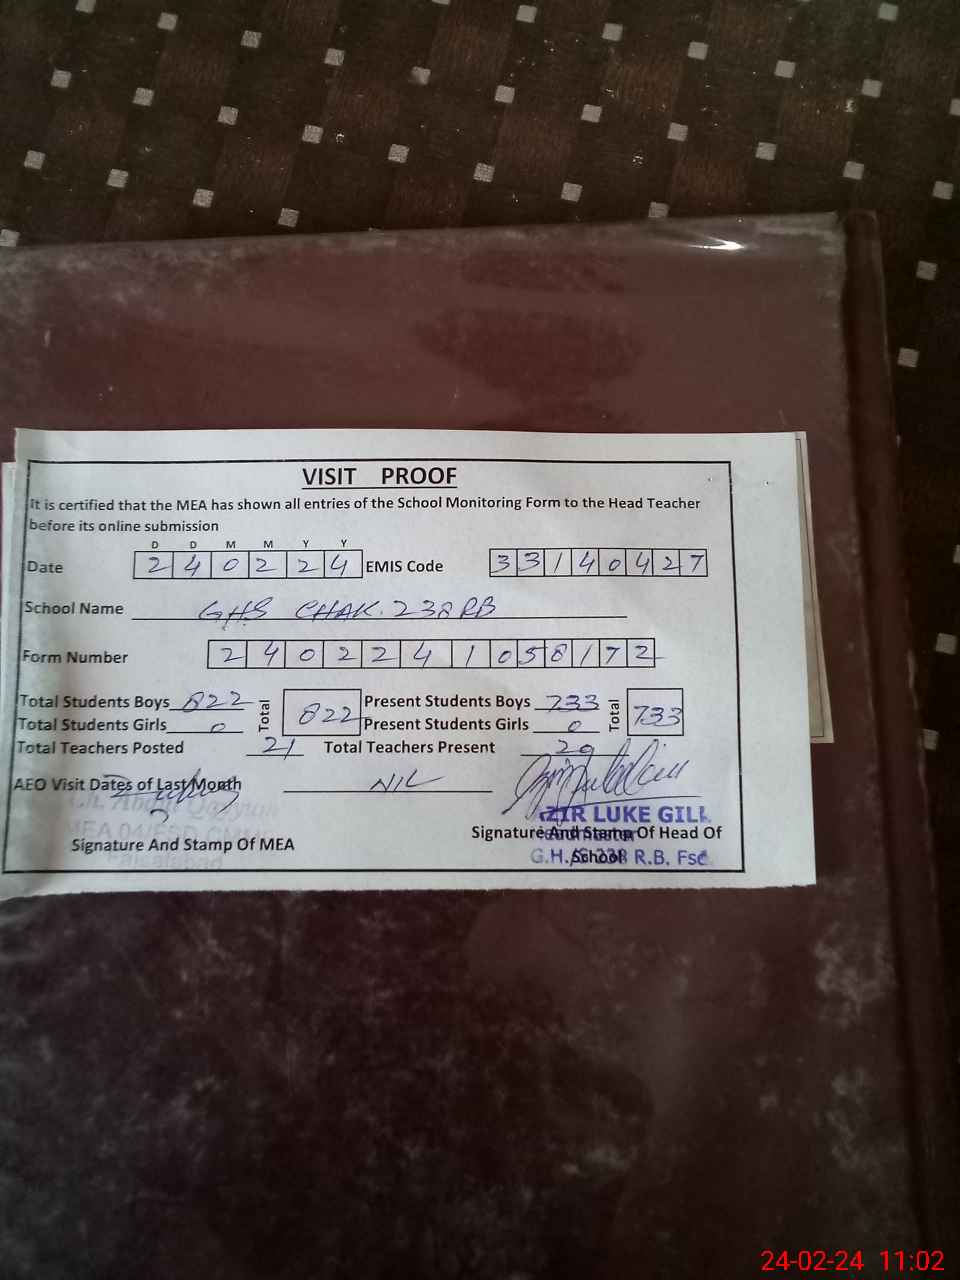 VISIT PROOF
It is certified that the MEA has shown all entries of the School Monitoring Form to the Head Teacher
before its online submission
D D M M Y Y
Date 2 4 0 2 2 4 EMIS Code 3 3 1 4 0 4 2 7
School Name GHS CHAK. 238 RB
Form Number 2 4 0 2 2 4 1 0 5 8 1 7 2
Total Students Boys 822 Total 822 Present Students Boys 733 Total 733
Total Students Girls 0 Present Students Girls 0
Total Teachers Posted 21 Total Teachers Present 20
AEO Visit Dates of Last Month NIL
ZIR LUKE GILL
Signature And Stamp Of Head Of
School
G.H.S 238 R.B. Fsd.
Signature And Stamp Of MEA
24-02-24 11:02